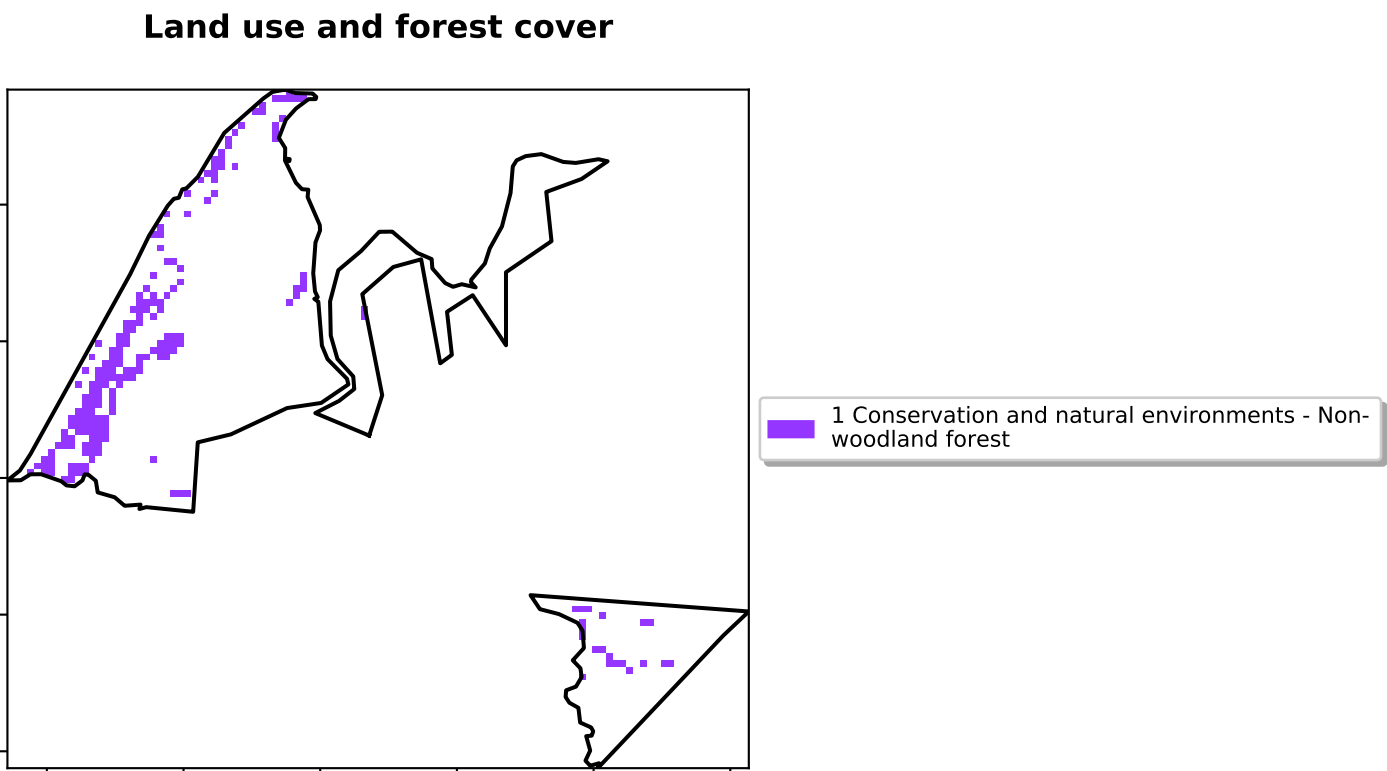 Land use and forest cover
1 Conservation and natural environments - Non-
woodland forest